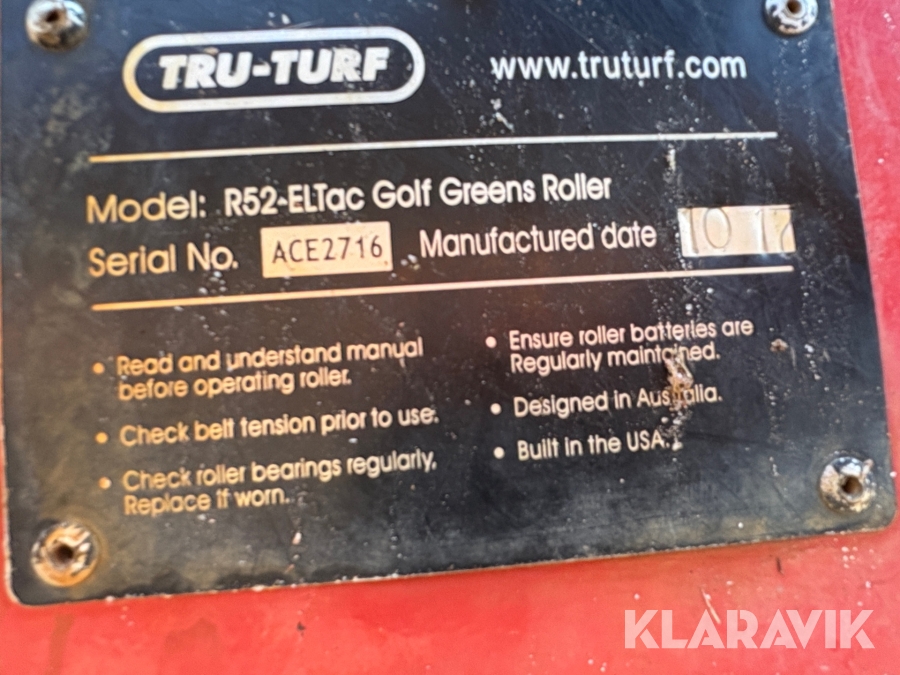 TRU-TURF www.truturf.com
Model: R52-ELTac Golf Greens Roller
Serial No. ACE2716 Manufactured date 10 17
• Read and understand manual
before operating roller.
• Check belt tension prior to use.
• Check roller bearings regularly.
Replace if worn.
• Ensure roller batteries are
Regularly maintained.
• Designed in Australia.
• Built in the USA.
KLARAVIK